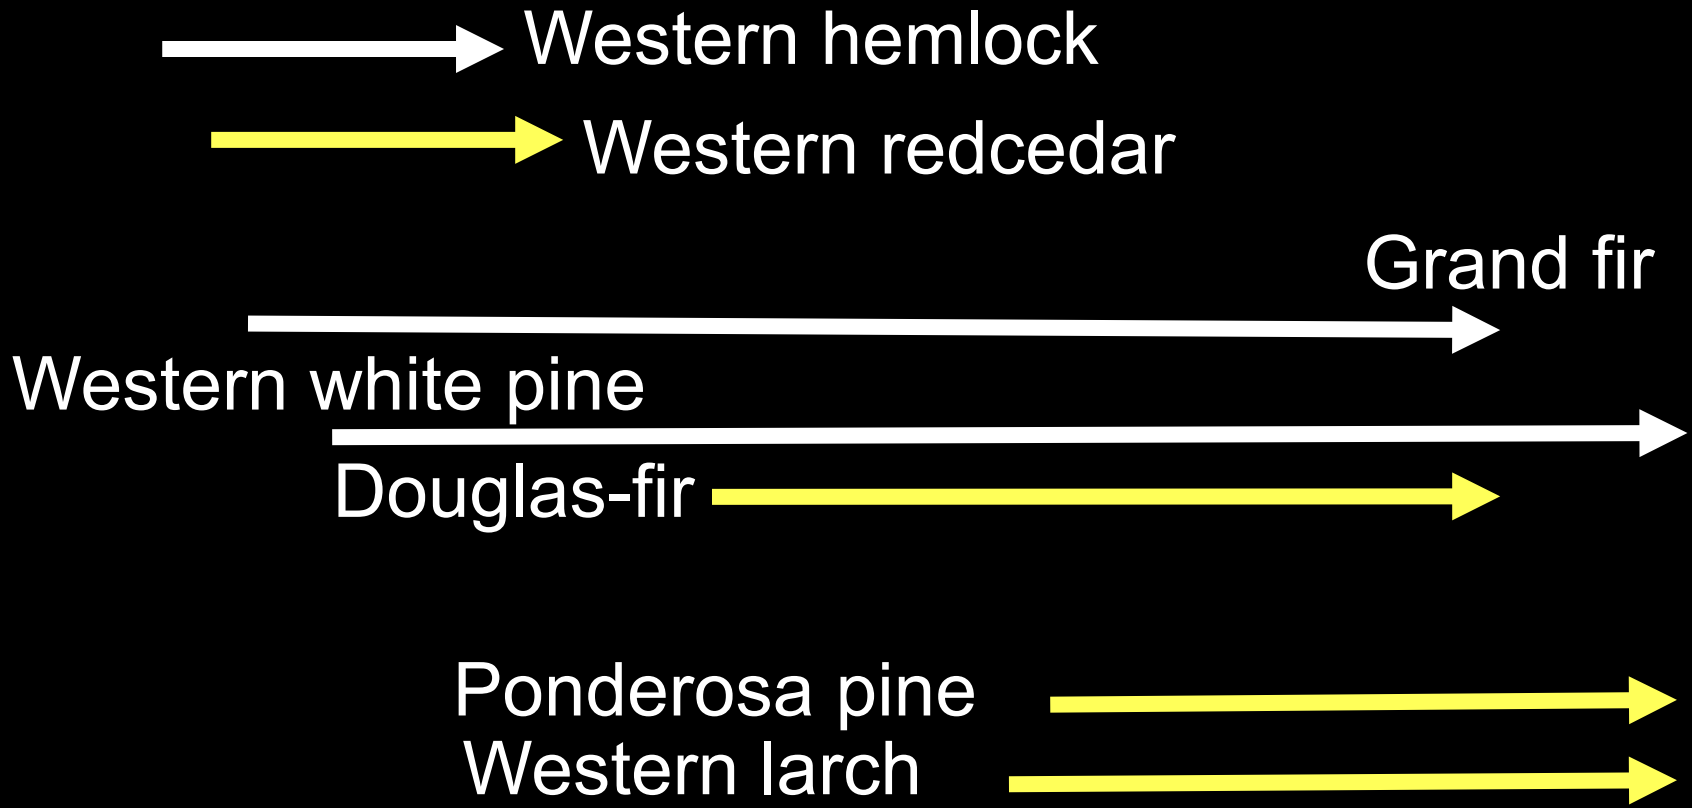 Western hemlock
Western redcedar
Grand fir
Western white pine
Douglas-fir
Ponderosa pine
Western larch